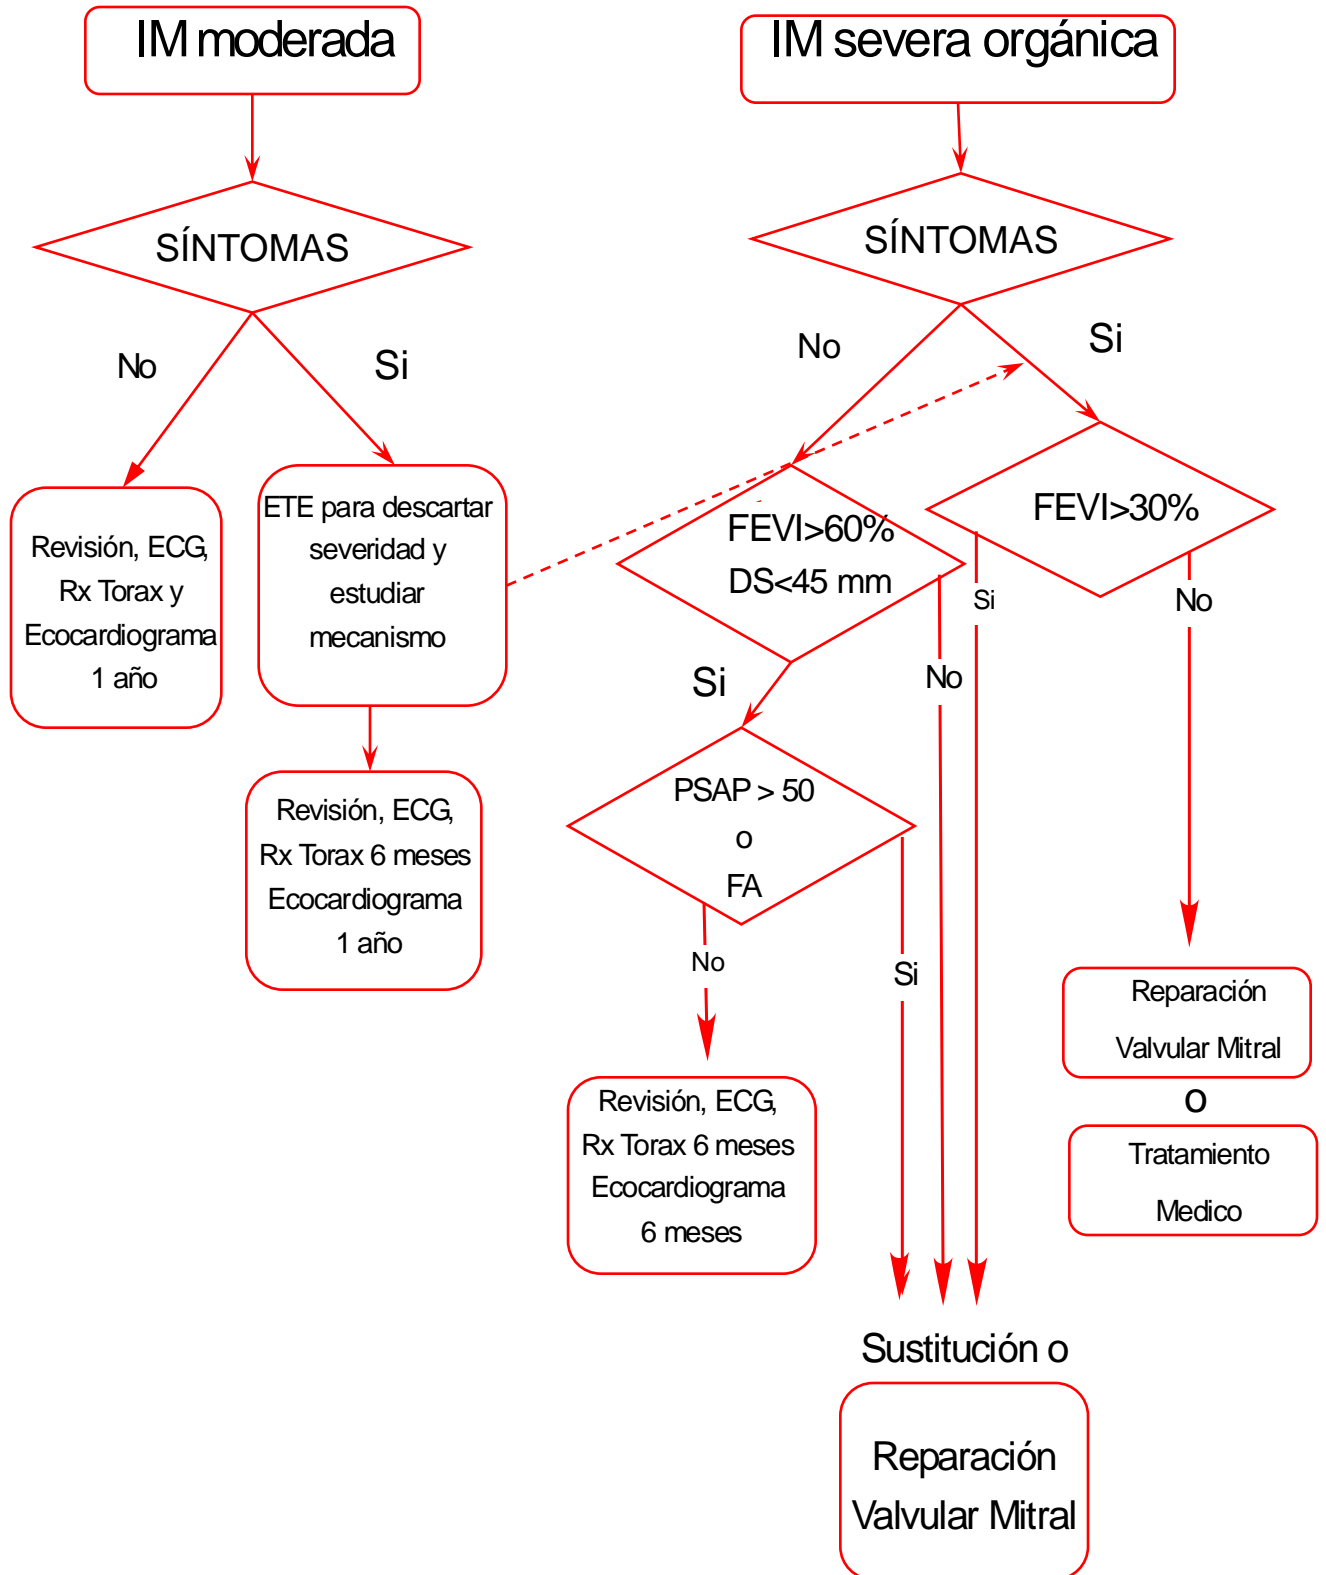 IM moderada
IM severa orgánica
SÍNTOMAS
SÍNTOMAS
No
Si
No
Si
Revisión, ECG,
Rx Torax y
Ecocardiograma
1 año
ETE para descartar
severidad y
estudiar
mecanismo
FEVI>60%
DS<45 mm
FEVI>30%
Si
No
Si
No
Revisión, ECG,
Rx Torax 6 meses
Ecocardiograma
1 año
PSAP > 50
o
FA
No
Si
Revisión, ECG,
Rx Torax 6 meses
Ecocardiograma
6 meses
Reparación
Valvular Mitral
o
Tratamiento
Medico
Sustitución o
Reparación
Valvular Mitral